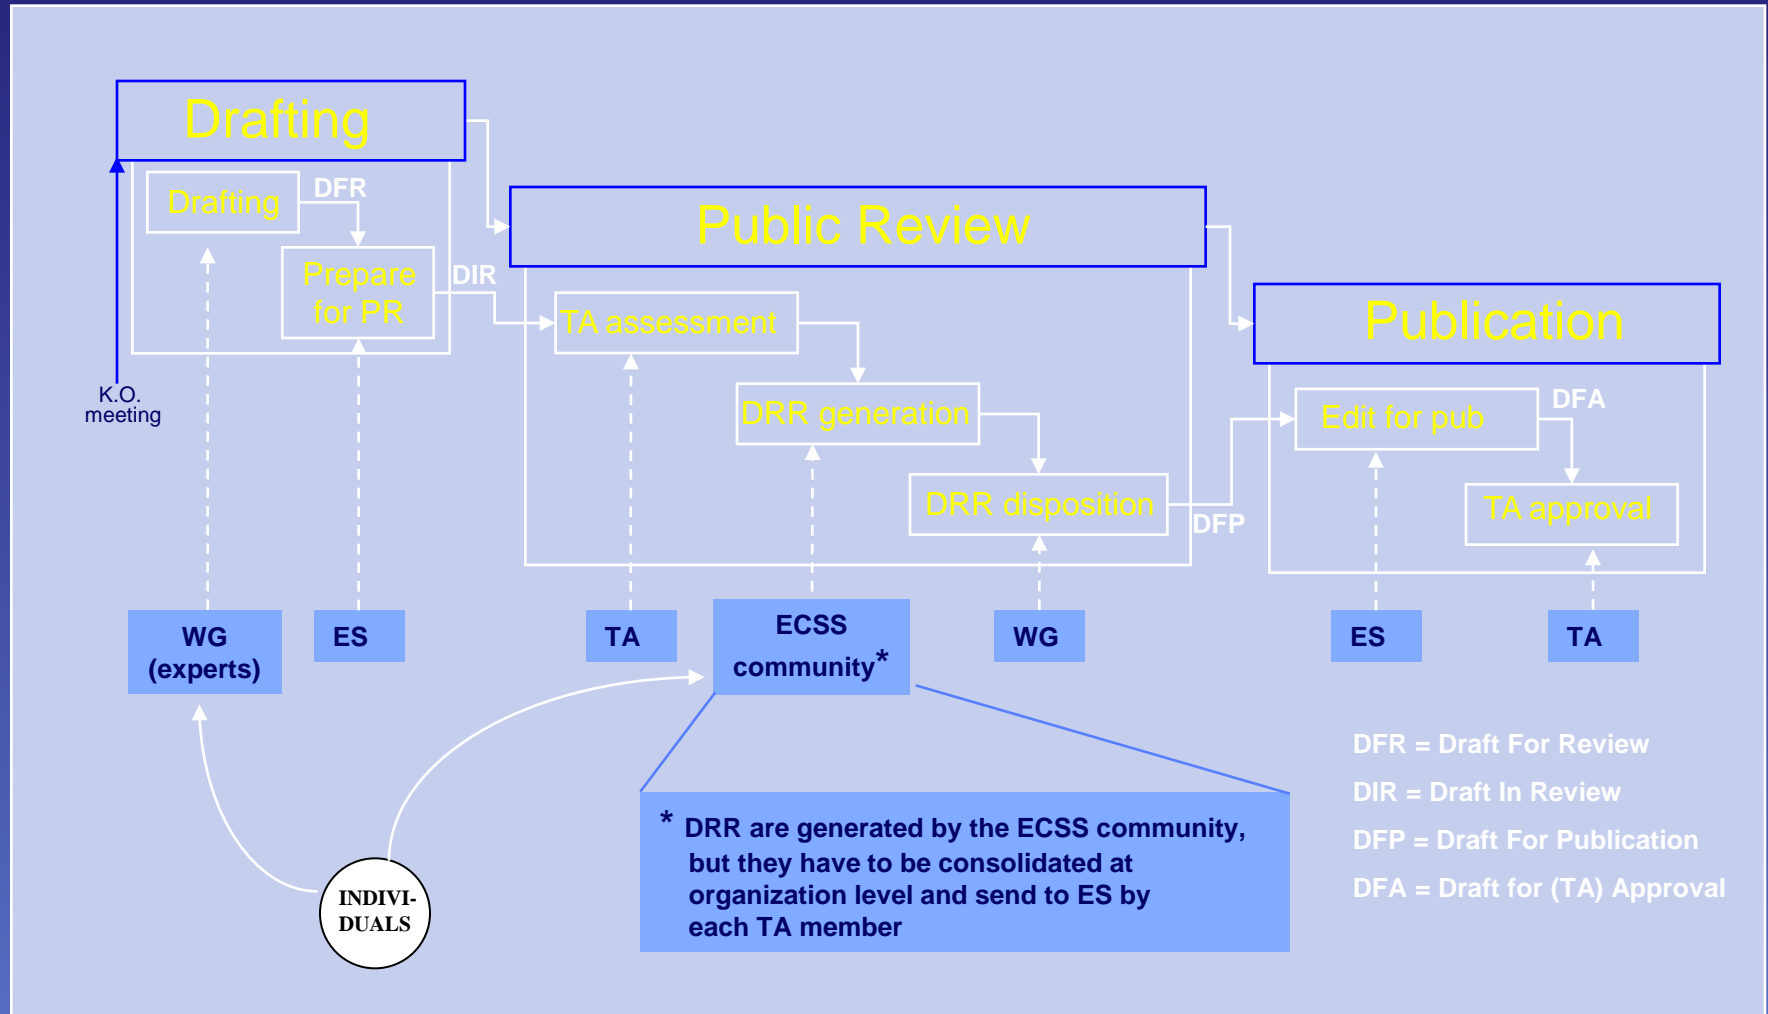 Drafting
Drafting
DFR
Prepare
for PR
DIR
K.O.
meeting
Public Review
TA assessment
DRR generation
DRR disposition
DFP
Publication
Edit for pub
DFA
TA approval
WG
(experts)
ES
TA
ECSS
community*
WG
ES
TA
INDIVI-
DUALS
* DRR are generated by the ECSS community,
but they have to be consolidated at
organization level and send to ES by
each TA member
DFR = Draft For Review
DIR = Draft In Review
DFP = Draft For Publication
DFA = Draft for (TA) Approval